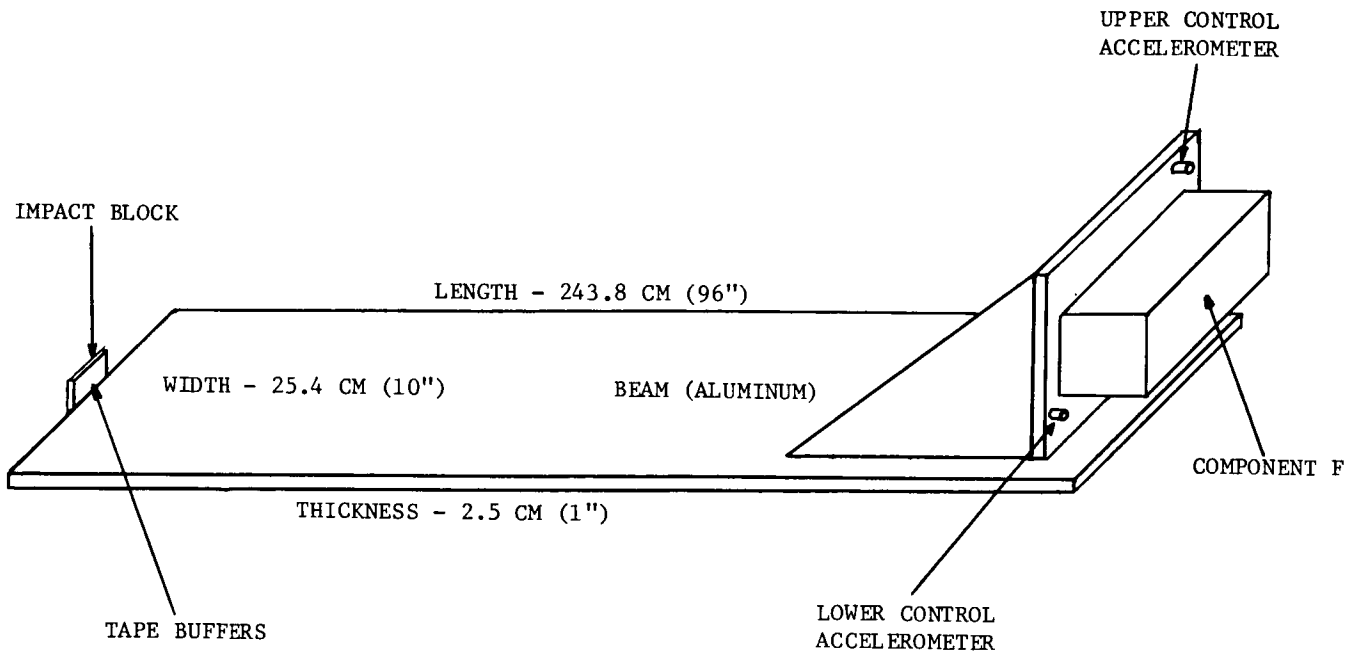 UPPER CONTROL
ACCELEROMETER
IMPACT BLOCK
LENGTH - 243.8 CM (96")
WIDTH - 25.4 CM (10")
BEAM (ALUMINUM)
COMPONENT F
THICKNESS - 2.5 CM (1")
TAPE BUFFERS
LOWER CONTROL
ACCELEROMETER